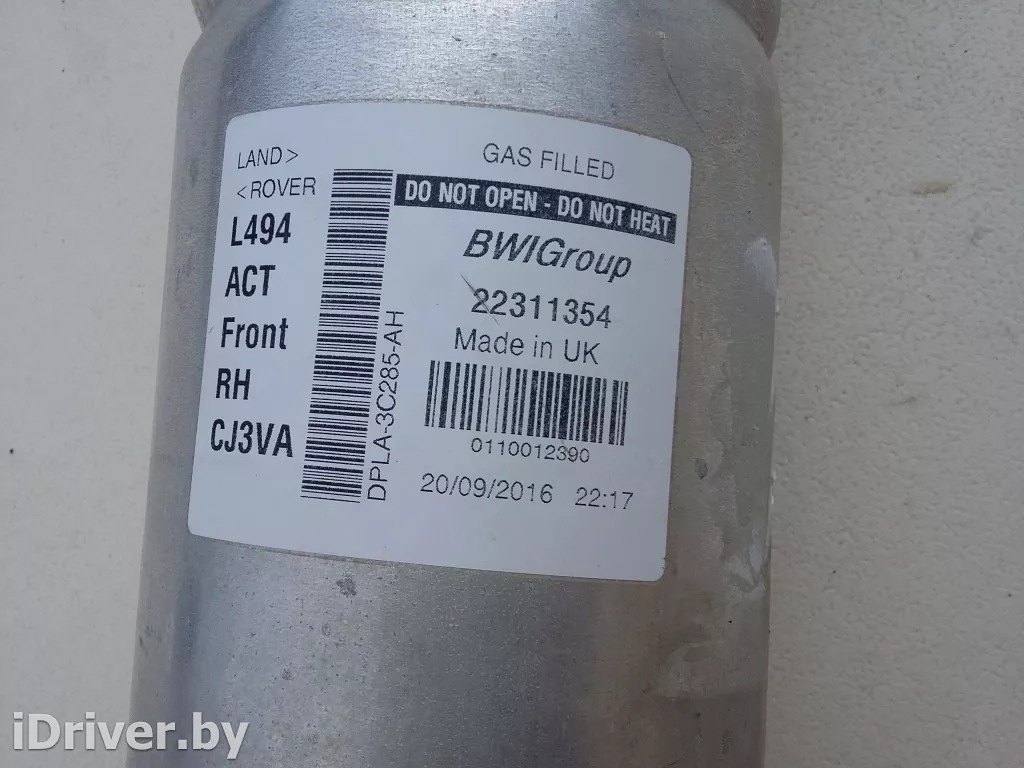 LAND>
<ROVER
L494
ACT
Front
RH
CJ3VA
DPLA-3C285-AH
GAS FILLED
DO NOT OPEN - DO NOT HEAT
BWIGroup
22311354
Made in UK
0110012390
20/09/2016 22:17
iDriver.by